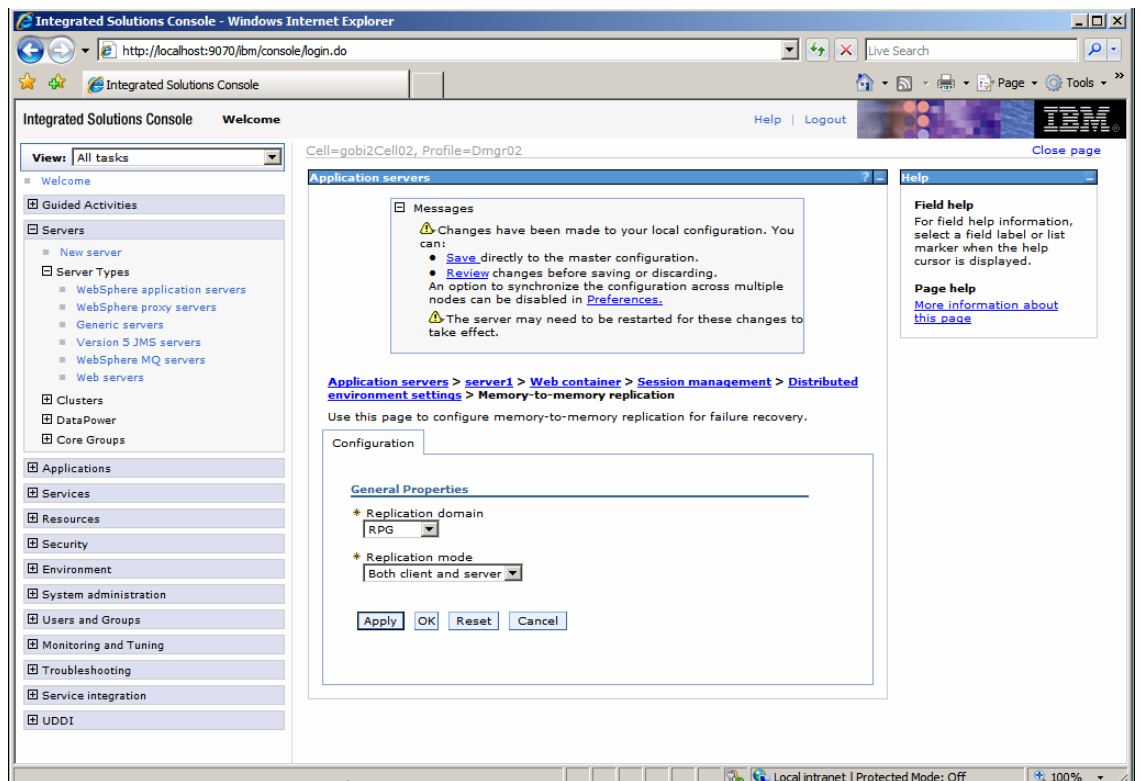 Integrated Solutions Console - Windows Internet Explorer
http://localhost:9070/ibm/console/login.do
Live Search
Integrated Solutions Console
Page
Tools
»
Integrated Solutions Console Welcome
Help | Logout
IBM®
View: All tasks
Welcome
Guided Activities
Servers
New server
Server Types
WebSphere application servers
WebSphere proxy servers
Generic servers
Version 5 JMS servers
WebSphere MQ servers
Web servers
Clusters
DataPower
Core Groups
Applications
Services
Resources
Security
Environment
System administration
Users and Groups
Monitoring and Tuning
Troubleshooting
Service integration
UDDI
Cell=gobi2Cell02, Profile=Dmgr02
Close page
Application servers
? _
Messages
Changes have been made to your local configuration. You
can:
• Save directly to the master configuration.
• Review changes before saving or discarding.
An option to synchronize the configuration across multiple
nodes can be disabled in Preferences.
The server may need to be restarted for these changes to
take effect.
Application servers > server1 > Web container > Session management > Distributed
environment settings > Memory-to-memory replication
Use this page to configure memory-to-memory replication for failure recovery.
Configuration
General Properties
* Replication domain
RPG
* Replication mode
Both client and server
Apply OK Reset Cancel
Help
Field help
For field help information,
select a field label or list
marker when the help
cursor is displayed.
Page help
More information about
this page
Local intranet | Protected Mode: Off
100%